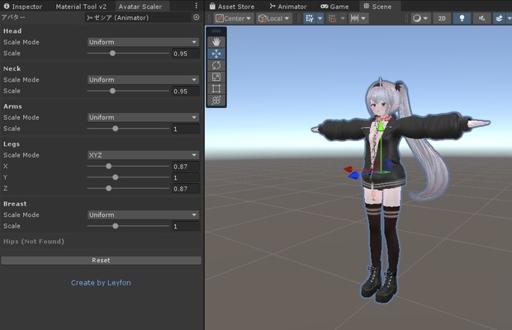 Inspector Material Tool v2 Avatar Scaler
アバター ゼシア (Animator)
Head
Scale Mode Uniform
Scale 0.95
Neck
Scale Mode Uniform
Scale 0.95
Arms
Scale Mode Uniform
Scale 1
Legs
Scale Mode XYZ
X 0.87
Y 1
Z 0.87
Breast
Scale Mode Uniform
Scale 1
Hips (Not Found)
Reset
Create by Leyfon
Asset Store Animator Game Scene
Center Local 2D